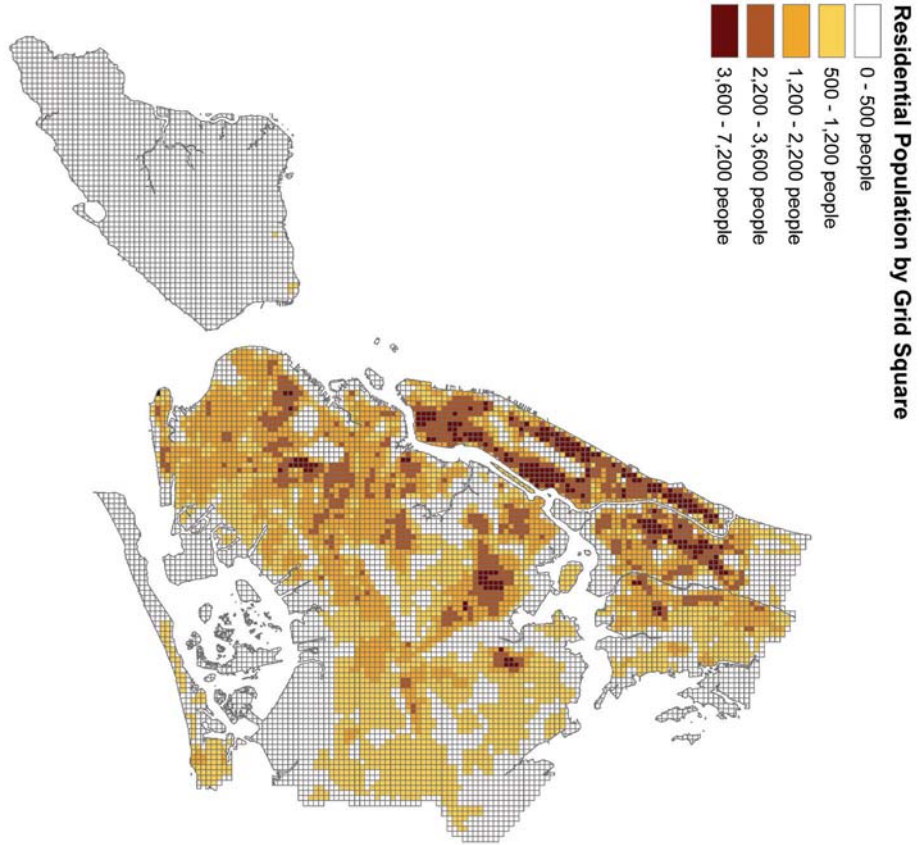 Residential Population by Grid Square
0 - 500 people
500 - 1,200 people
1,200 - 2,200 people
2,200 - 3,600 people
3,600 - 7,200 people